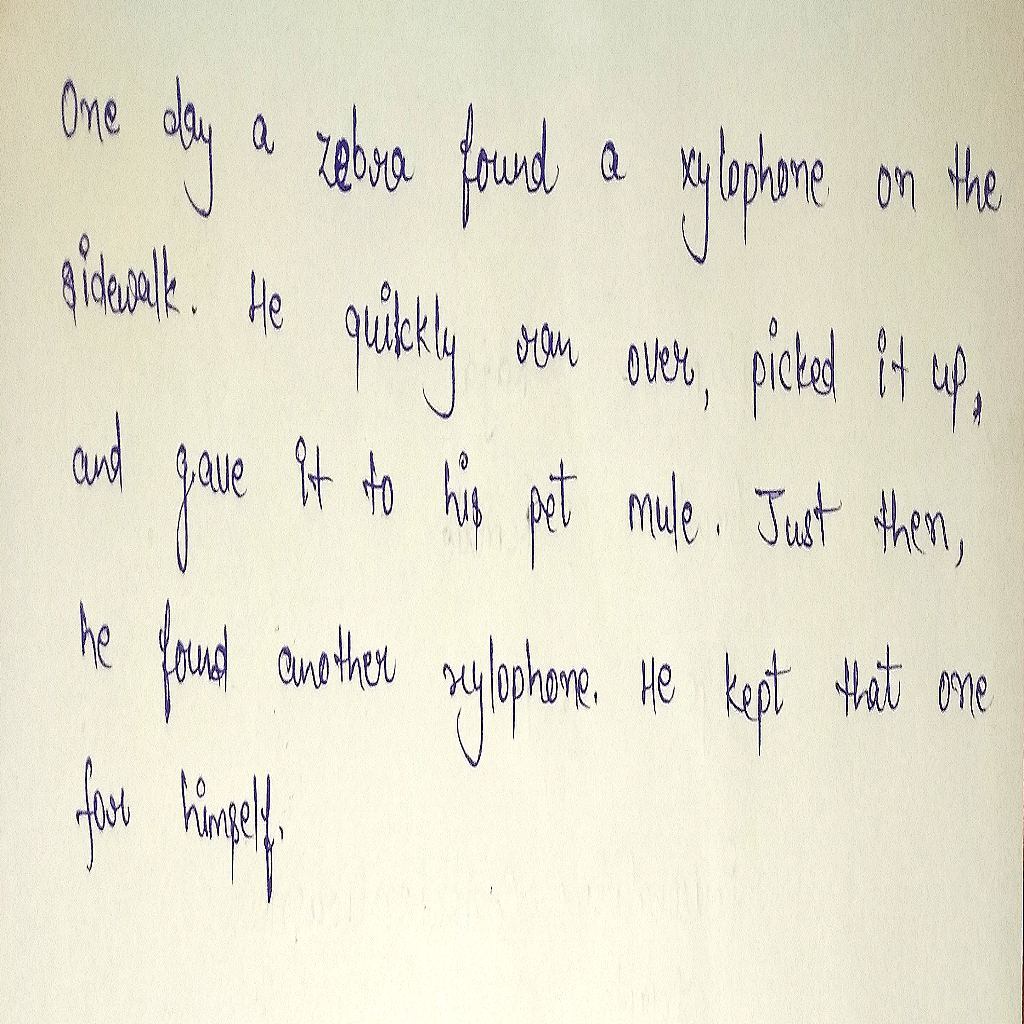 One day a zebra found a xylophone on the
sidewalk. He quickly ran over, picked it up,
and gave it to his pet mule. Just then,
he found another xylophone. He kept that one
for himself.